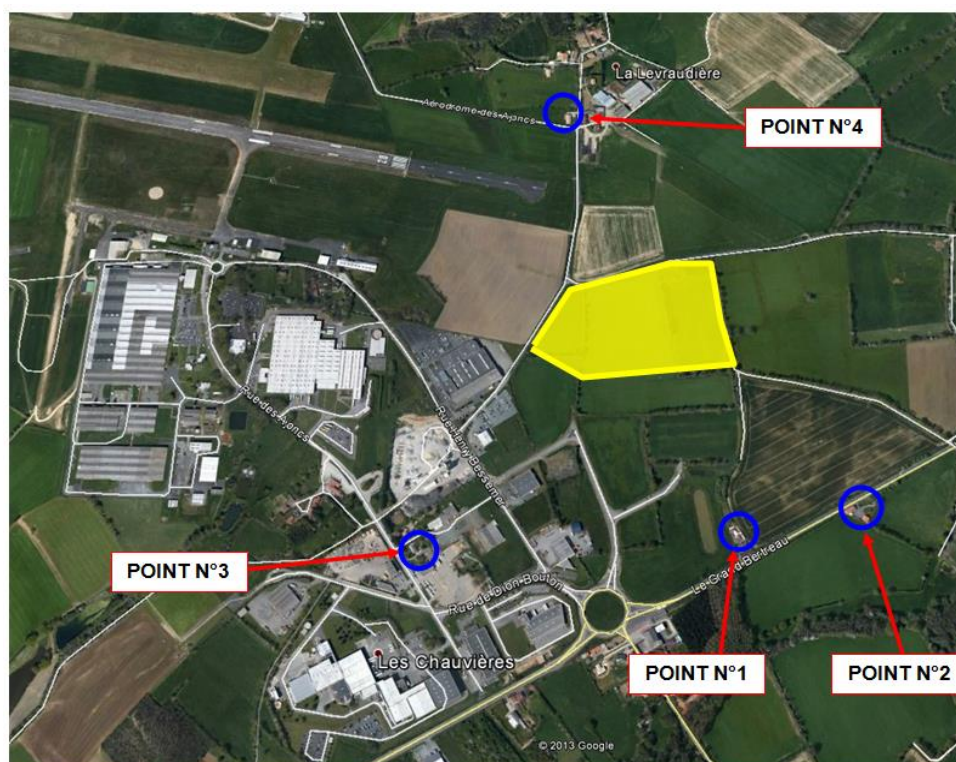 La Levraudière
Aérodrome des Ajoncs
POINT N°4
Rue des Ajoncs
Rue Henry Bessemer
POINT N°3
Le Grand Bertreau
Rue de Dion Bouton
Les Chauvières
POINT N°1
POINT N°2
© 2013 Google